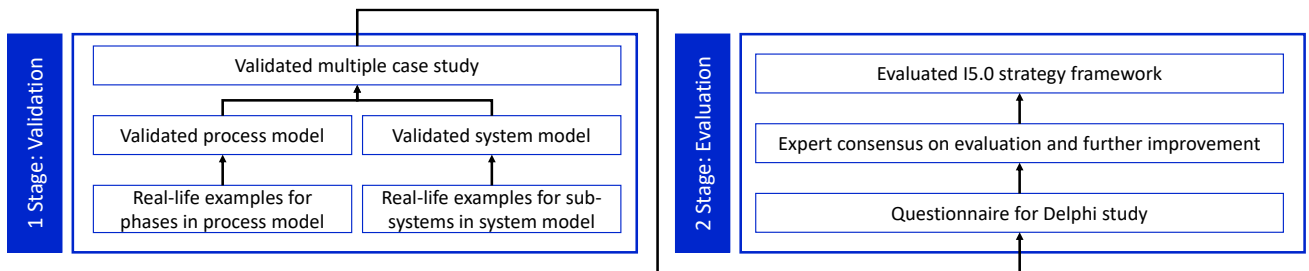 1 Stage: Validation
Validated multiple case study
Validated process model
Validated system model
Real-life examples for
phases in process model
Real-life examples for sub-
systems in system model
2 Stage: Evaluation
Evaluated I5.0 strategy framework
Expert consensus on evaluation and further improvement
Questionnaire for Delphi study